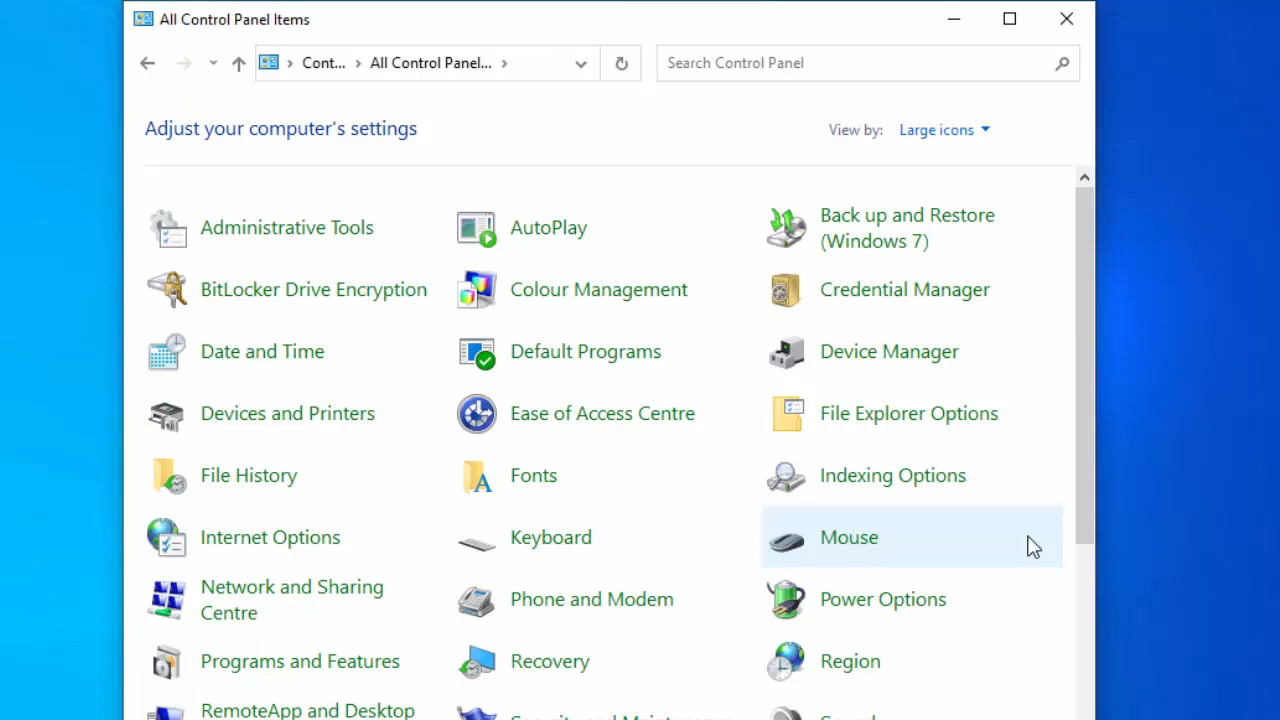 All Control Panel Items
Cont... All Control Panel...
Search Control Panel
Adjust your computer's settings
View by: Large icons
Administrative Tools
AutoPlay
Back up and Restore
(Windows 7)
BitLocker Drive Encryption
Colour Management
Credential Manager
Date and Time
Default Programs
Device Manager
Devices and Printers
Ease of Access Centre
File Explorer Options
File History
Fonts
Indexing Options
Internet Options
Keyboard
Mouse
Network and Sharing
Centre
Phone and Modem
Power Options
Programs and Features
Recovery
Region
RemoteApp and Desktop
Security and Maintenance
Sound